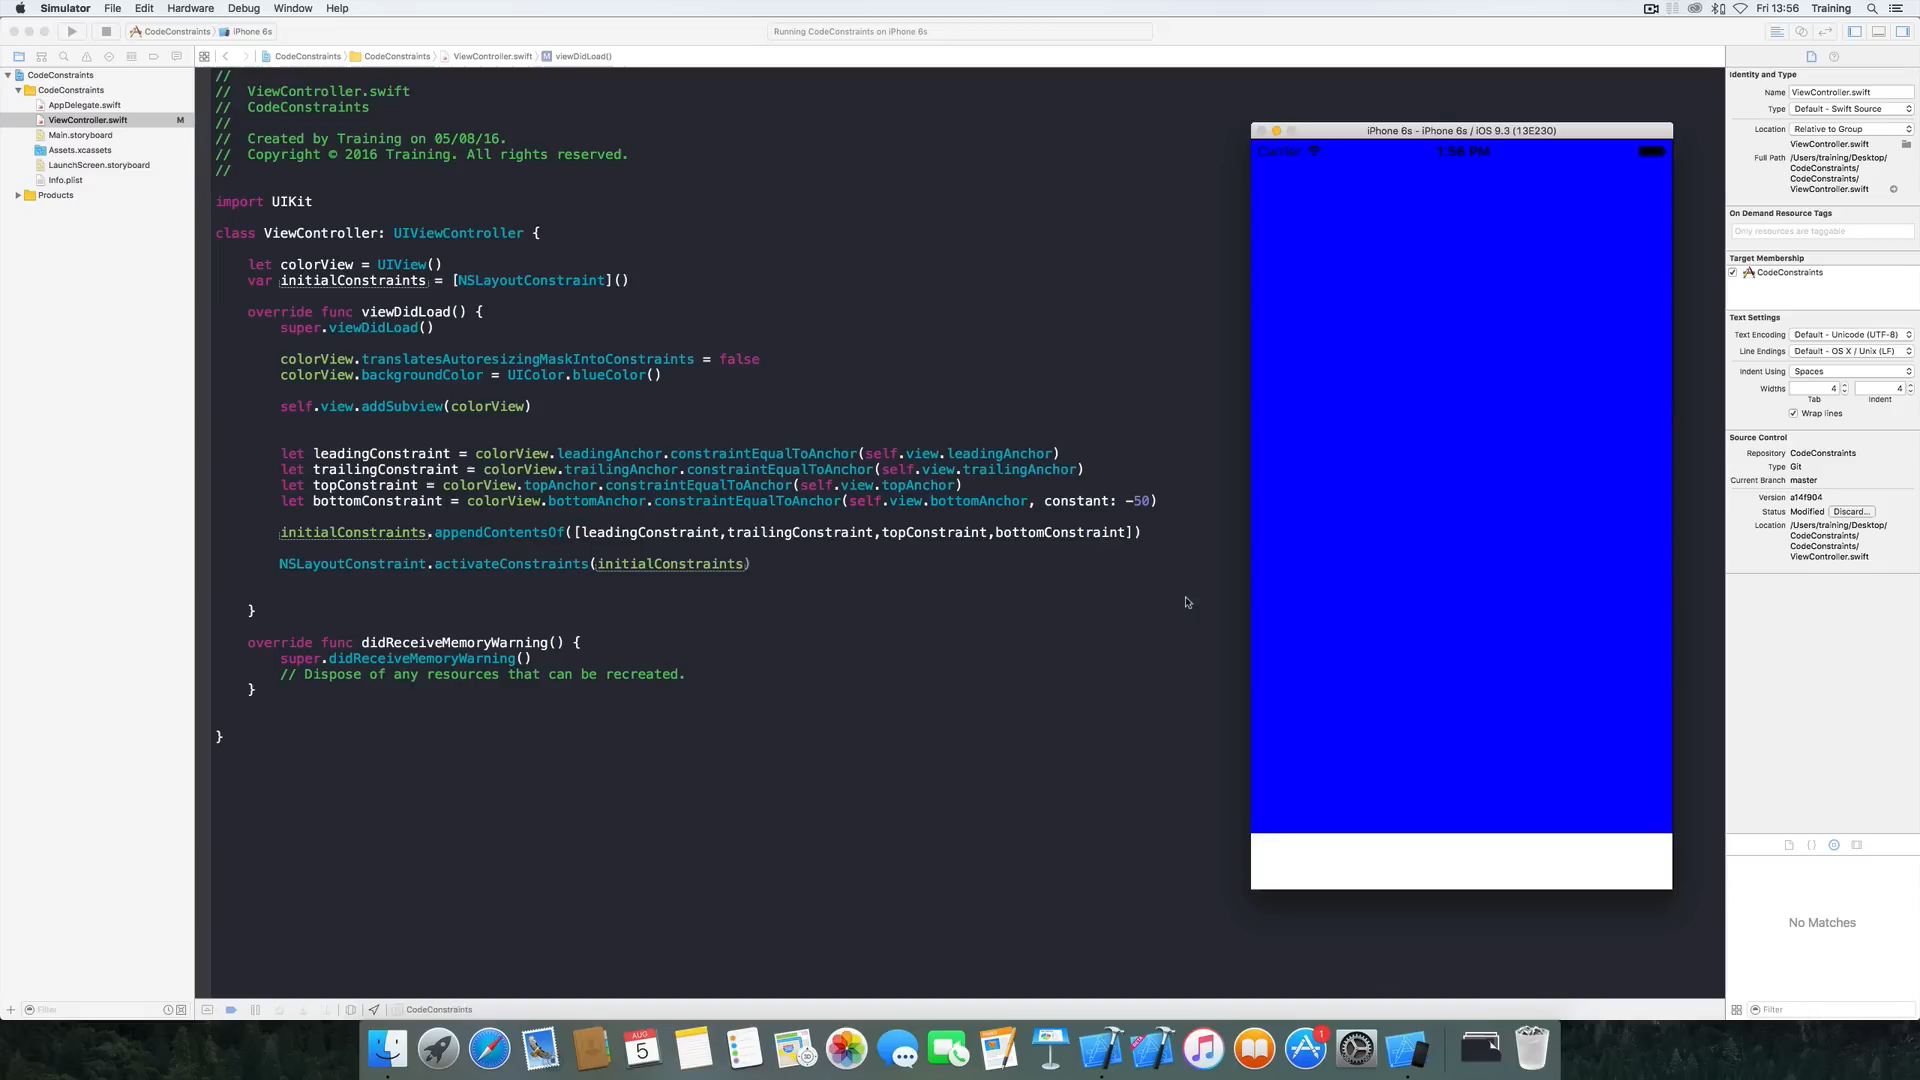 Simulator File Edit Hardware Debug Window Help Fri 13:56 Training
CodeConstraints iPhone 6s Running CodeConstraints on iPhone 6s
CodeConstraints CodeConstraints ViewController.swift M viewDidLoad()
CodeConstraints
CodeConstraints
AppDelegate.swift
ViewController.swift M
Main.storyboard
Assets.xcassets
LaunchScreen.storyboard
Info.plist
Products
Filter
//
// ViewController.swift
// CodeConstraints
//
// Created by Training on 05/08/16.
// Copyright © 2016 Training. All rights reserved.
//
import UIKit
class ViewController: UIViewController {
let colorView = UIView()
var initialConstraints = [NSLayoutConstraint]()
override func viewDidLoad() {
super.viewDidLoad()
colorView.translatesAutoresizingMaskIntoConstraints = false
colorView.backgroundColor = UIColor.blueColor()
self.view.addSubview(colorView)
let leadingConstraint = colorView.leadingAnchor.constraintEqualToAnchor(self.view.leadingAnchor)
let trailingConstraint = colorView.trailingAnchor.constraintEqualToAnchor(self.view.trailingAnchor)
let topConstraint = colorView.topAnchor.constraintEqualToAnchor(self.view.topAnchor)
let bottomConstraint = colorView.bottomAnchor.constraintEqualToAnchor(self.view.bottomAnchor, constant: -50)
initialConstraints.appendContentsOf([leadingConstraint,trailingConstraint,topConstraint,bottomConstraint])
NSLayoutConstraint.activateConstraints(initialConstraints)
}
override func didReceiveMemoryWarning() {
super.didReceiveMemoryWarning()
// Dispose of any resources that can be recreated.
}
}
CodeConstraints
iPhone 6s - iPhone 6s / iOS 9.3 (13E230)
Carrier 1:56 PM
Identity and Type
Name ViewController.swift
Type Default - Swift Source
Location Relative to Group
ViewController.swift
Full Path /Users/training/Desktop/
CodeConstraints/
CodeConstraints/
ViewController.swift
On Demand Resource Tags
Only resources are taggable
Target Membership
CodeConstraints
Text Settings
Text Encoding Default - Unicode (UTF-8)
Line Endings Default - OS X / Unix (LF)
Indent Using Spaces
Widths 4 4
Tab Indent
Wrap lines
Source Control
Repository CodeConstraints
Type Git
Current Branch master
Version a14f904
Status Modified Discard...
Location /Users/training/Desktop/
CodeConstraints/
CodeConstraints/
ViewController.swift
No Matches
Filter
AUG
5
1